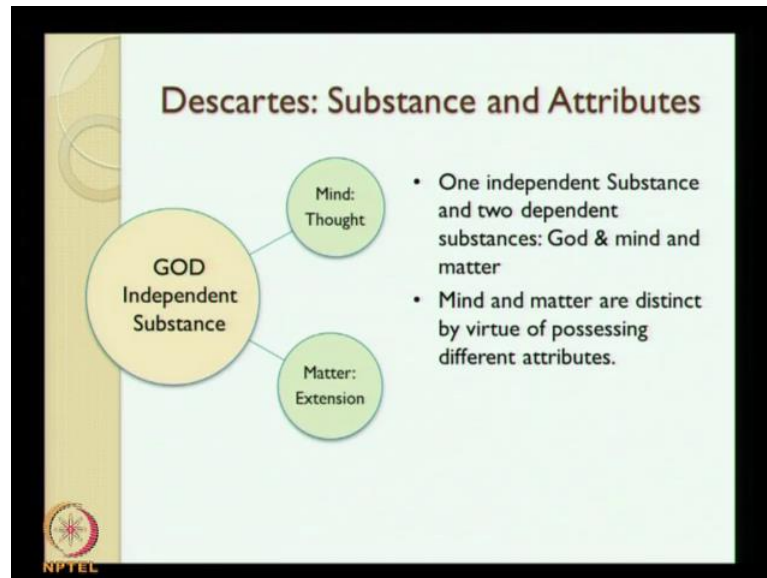 Descartes: Substance and Attributes
Mind:
Thought
GOD
Independent
Substance
Matter:
Extension
• One independent Substance
and two dependent
substances: God & mind and
matter
• Mind and matter are distinct
by virtue of possessing
different attributes.
NPTEL